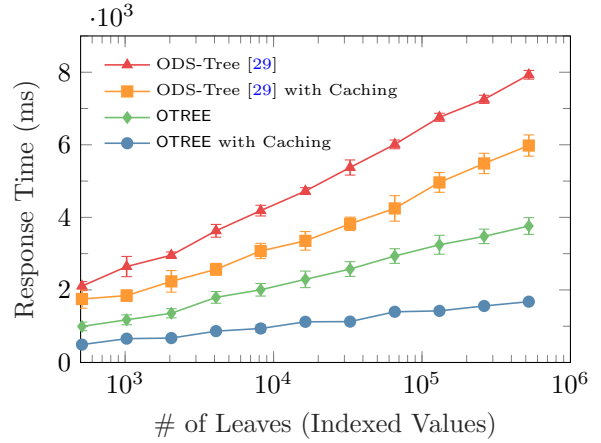 ·10³
8
6
4
2
0
Response Time (ms)
ODS-Tree [29]
ODS-Tree [29] with Caching
OTREE
OTREE with Caching
10³ 10⁴ 10⁵ 10⁶
# of Leaves (Indexed Values)